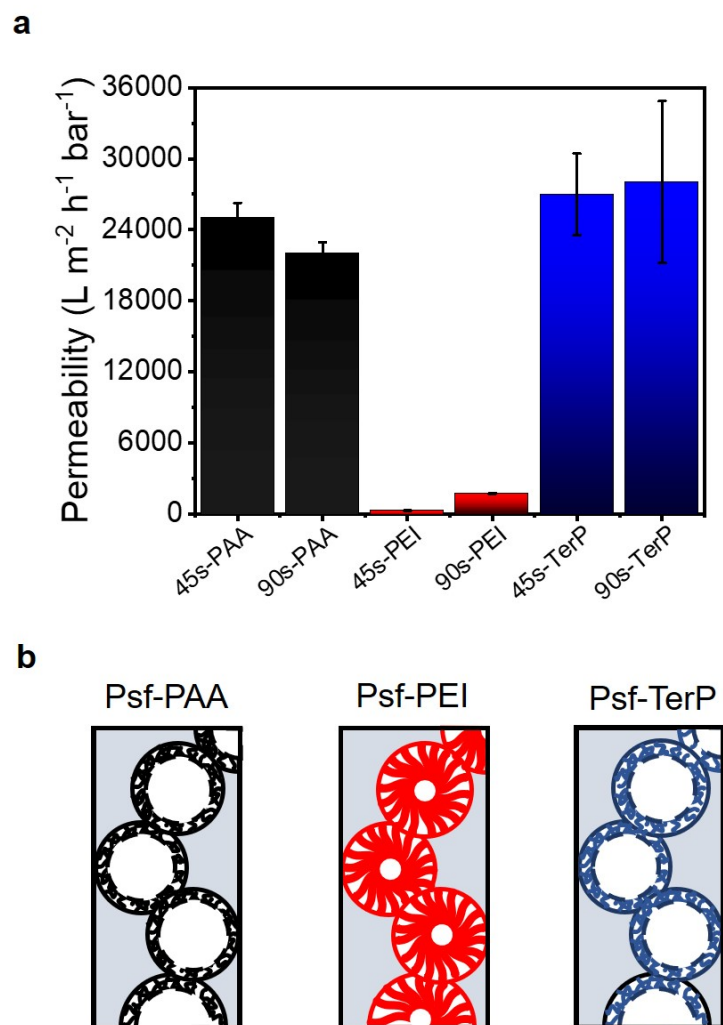 a
Permeability (L m⁻² h⁻¹ bar⁻¹)
36000
30000
24000
18000
12000
6000
0
45s-PAA
90s-PAA
45s-PEI
90s-PEI
45s-TerP
90s-TerP
b
Psf-PAA
Psf-PEI
Psf-TerP